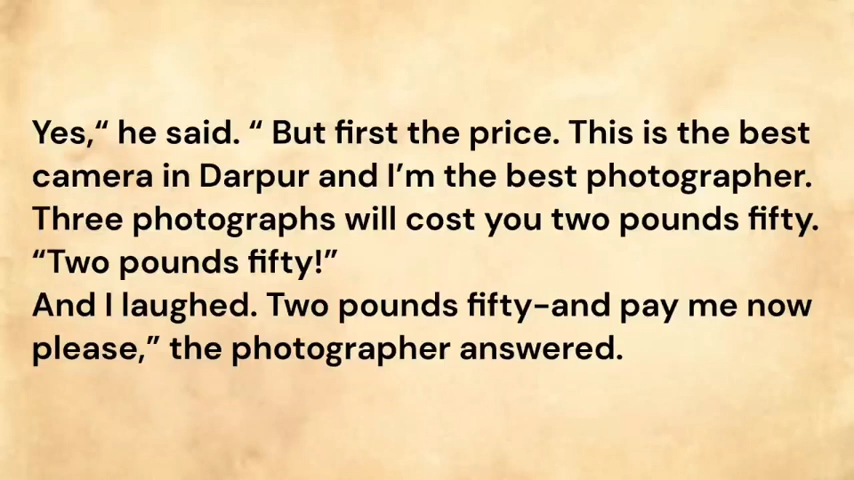 Yes,“ he said. “ But first the price. This is the best
camera in Darpur and I’m the best photographer.
Three photographs will cost you two pounds fifty.
“Two pounds fifty!”
And I laughed. Two pounds fifty-and pay me now
please,” the photographer answered.